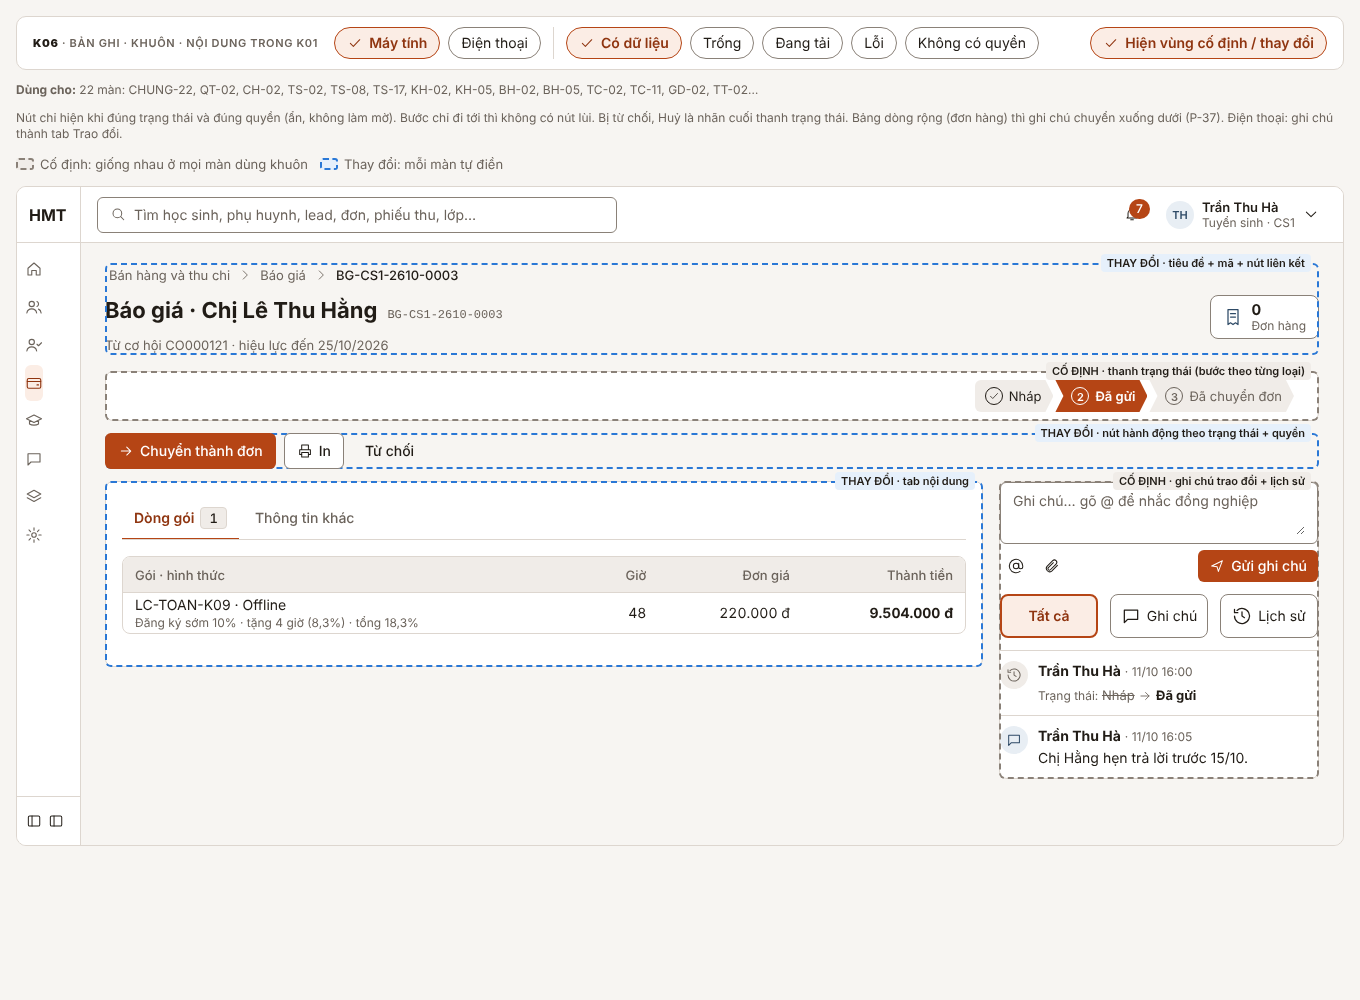 K06 · BẢN GHI · KHUÔN · NỘI DUNG TRONG K01
Máy tính
Điện thoại
Có dữ liệu
Trống
Đang tải
Lỗi
Không có quyền
Hiện vùng cố định / thay đổi
Dùng cho: 22 màn: CHUNG-22, QT-02, CH-02, TS-02, TS-08, TS-17, KH-02, KH-05, BH-02, BH-05, TC-02, TC-11, GD-02, TT-02...
Nút chỉ hiện khi đúng trạng thái và đúng quyền (ẩn, không làm mờ). Bước chỉ đi tới thì không có nút lùi. Bị từ chối, Huỷ là nhãn cuối thanh trạng thái. Bảng dòng rộng (đơn hàng) thì ghi chú chuyển xuống dưới (P-37). Điện thoại: ghi chú
thành tab Trao đổi.
Cố định: giống nhau ở mọi màn dùng khuôn
Thay đổi: mỗi màn tự điền
HMT
Tìm học sinh, phụ huynh, lead, đơn, phiếu thu, lớp...
7
TH
Trần Thu Hà
Tuyển sinh · CS1
THAY ĐỔI · tiêu đề + mã + nút liên kết
Bán hàng và thu chi
Báo giá
BG-CS1-2610-0003
Báo giá · Chị Lê Thu Hằng
BG-CS1-2610-0003
0
Đơn hàng
Từ cơ hội CO000121 · hiệu lực đến 25/10/2026
CỐ ĐỊNH · thanh trạng thái (bước theo từng loại)
Nháp
2 Đã gửi
3 Đã chuyển đơn
THAY ĐỔI · nút hành động theo trạng thái + quyền
Chuyển thành đơn
In
Từ chối
THAY ĐỔI · tab nội dung
Dòng gói 1
Thông tin khác
Gói · hình thức
Giờ
Đơn giá
Thành tiền
LC-TOAN-K09 · Offline
Đăng ký sớm 10% · tặng 4 giờ (8,3%) · tổng 18,3%
48
220.000 đ
9.504.000 đ
CỐ ĐỊNH · ghi chú trao đổi + lịch sử
Ghi chú... gõ @ để nhắc đồng nghiệp
Gửi ghi chú
Tất cả
Ghi chú
Lịch sử
Trần Thu Hà · 11/10 16:00
Trạng thái: Nháp → Đã gửi
Trần Thu Hà · 11/10 16:05
Chị Hằng hẹn trả lời trước 15/10.